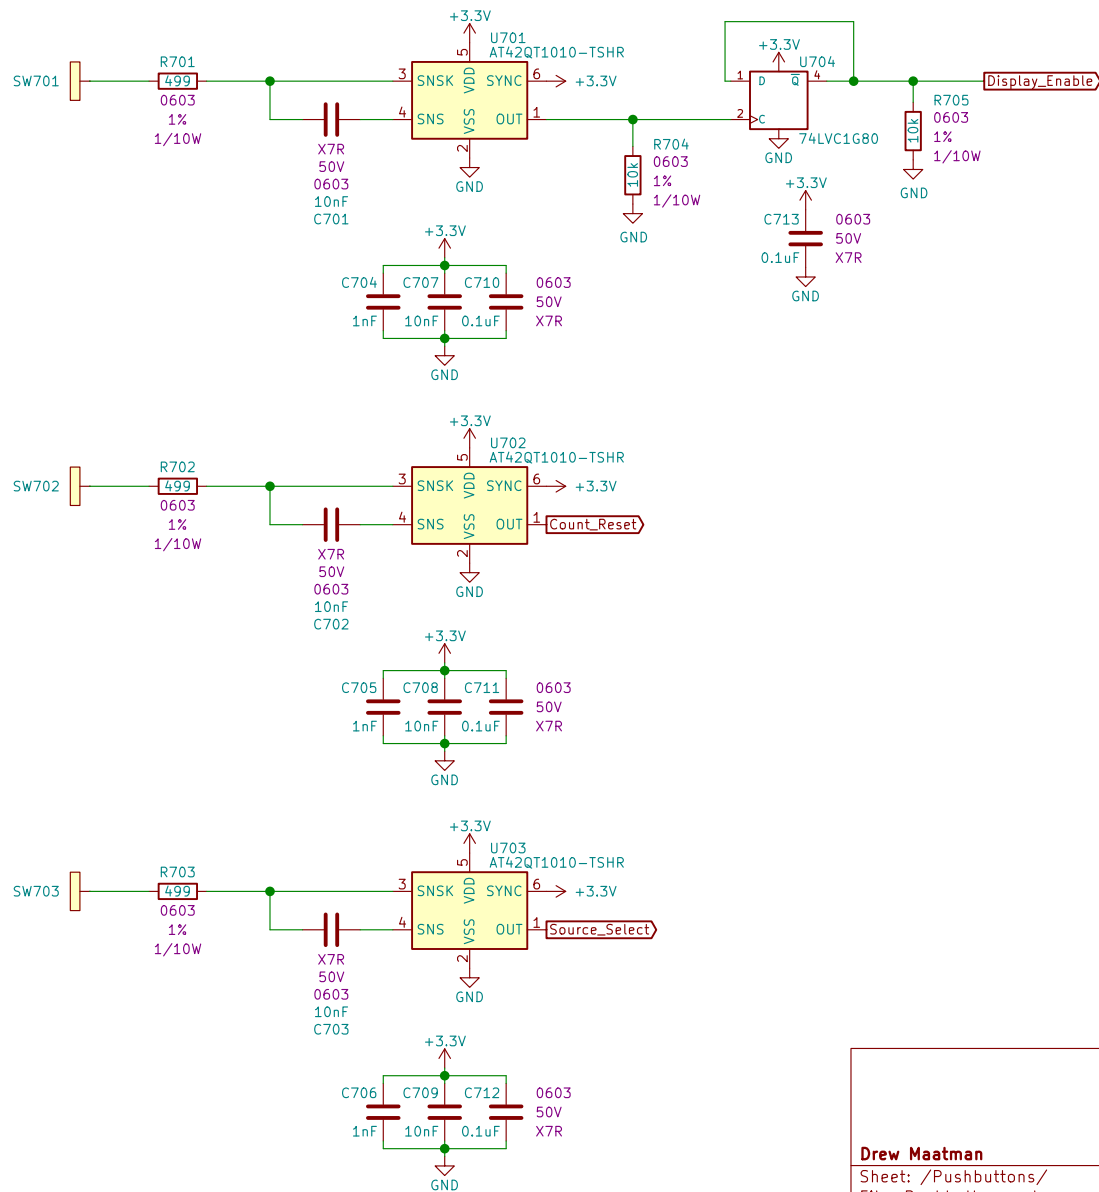 +3.3V
U701
AT42QT1010-TSHR
SW701
R701
499
0603
1%
1/10W
3 SNSK
4 SNS
5 VDD
VSS 2
SYNC 6
OUT 1
+3.3V
GND
X7R
50V
0603
10nF
C701
R704
10k
0603
1%
1/10W
GND
+3.3V
U704
1 D
2 C
Q 4
74LVC1G80
GND
Display_Enable
R705
10k
0603
1%
1/10W
GND
+3.3V
C713
0.1uF
0603
50V
X7R
GND
+3.3V
C704 C707 C710 0603
50V
1nF 10nF 0.1uF X7R
GND
+3.3V
U702
AT42QT1010-TSHR
SW702
R702
499
0603
1%
1/10W
3 SNSK
4 SNS
5 VDD
VSS 2
SYNC 6
OUT 1
+3.3V
Count_Reset
GND
X7R
50V
0603
10nF
C702
+3.3V
C705 C708 C711 0603
50V
1nF 10nF 0.1uF X7R
GND
+3.3V
U703
AT42QT1010-TSHR
SW703
R703
499
0603
1%
1/10W
3 SNSK
4 SNS
5 VDD
VSS 2
SYNC 6
OUT 1
+3.3V
Source_Select
GND
X7R
50V
0603
10nF
C703
+3.3V
C706 C709 C712 0603
50V
1nF 10nF 0.1uF X7R
GND
Drew Maatman
Sheet: /Pushbuttons/